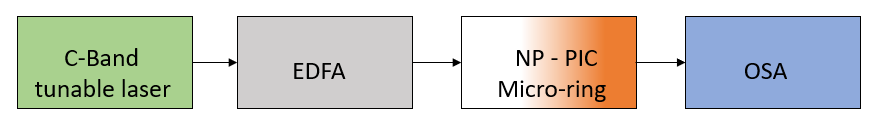 C-Band
tunable laser
EDFA
NP - PIC
Micro-ring
OSA